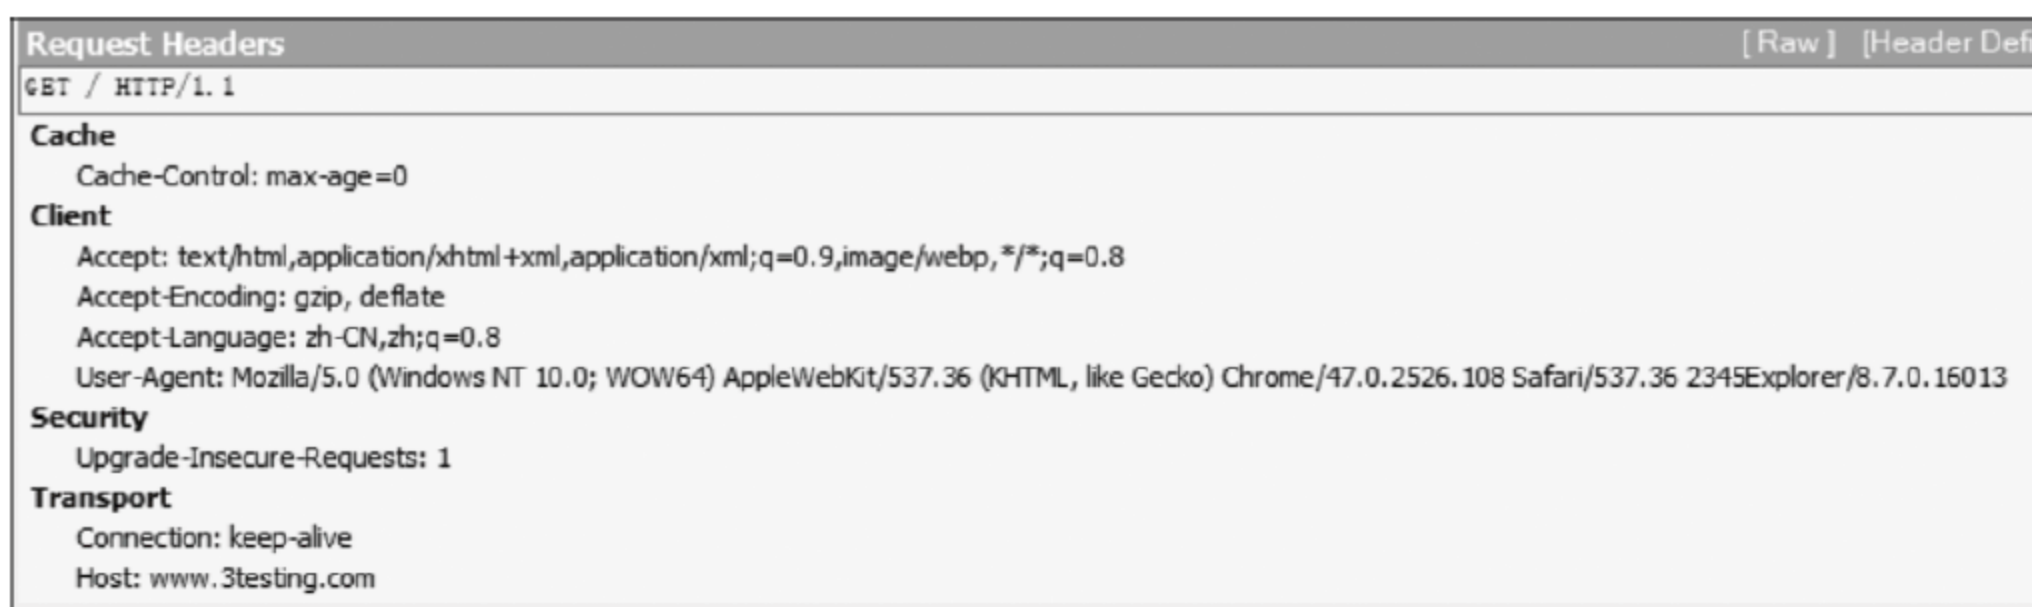 Request Headers [ Raw ] [Header Defi
GET / HTTP/1.1
Cache
Cache-Control: max-age=0
Client
Accept: text/html,application/xhtml+xml,application/xml;q=0.9,image/webp,*/*;q=0.8
Accept-Encoding: gzip, deflate
Accept-Language: zh-CN,zh;q=0.8
User-Agent: Mozilla/5.0 (Windows NT 10.0; WOW64) AppleWebKit/537.36 (KHTML, like Gecko) Chrome/47.0.2526.108 Safari/537.36 2345Explorer/8.7.0.16013
Security
Upgrade-Insecure-Requests: 1
Transport
Connection: keep-alive
Host: www.3testing.com